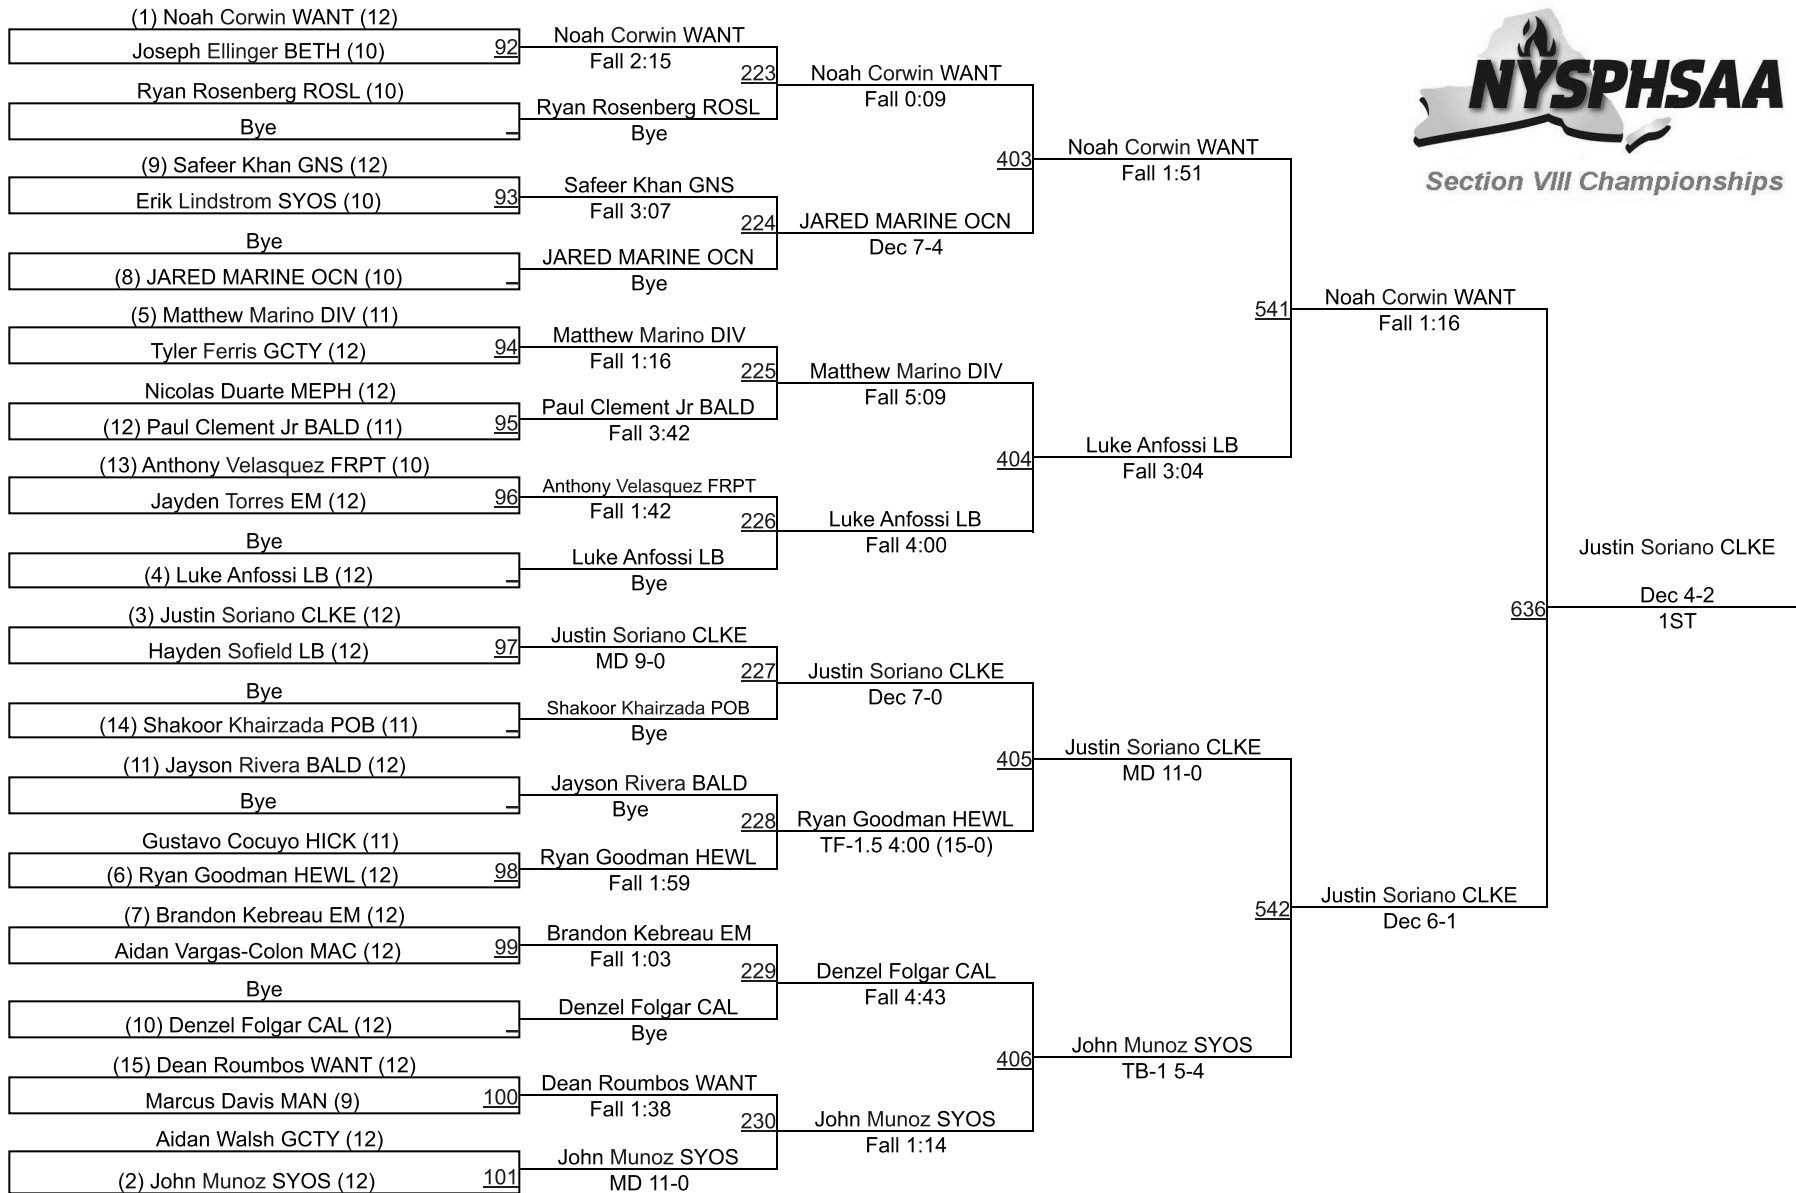 (1) Noah Corwin WANT (12)
Joseph Ellinger BETH (10)
92
Ryan Rosenberg ROSL (10)
Bye
(9) Safeer Khan GNS (12)
Erik Lindstrom SYOS (10)
93
Bye
(8) JARED MARINE OCN (10)
(5) Matthew Marino DIV (11)
Tyler Ferris GCTY (12)
94
Nicolas Duarte MEPH (12)
(12) Paul Clement Jr BALD (11)
95
(13) Anthony Velasquez FRPT (10)
Jayden Torres EM (12)
96
Bye
(4) Luke Anfossi LB (12)
(3) Justin Soriano CLKE (12)
Hayden Sofield LB (12)
97
Bye
(14) Shakoor Khairzada POB (11)
(11) Jayson Rivera BALD (12)
Bye
Gustavo Cocuyo HICK (11)
(6) Ryan Goodman HEWL (12)
98
(7) Brandon Kebreau EM (12)
Aidan Vargas-Colon MAC (12)
99
Bye
(10) Denzel Folgar CAL (12)
(15) Dean Roumbos WANT (12)
Marcus Davis MAN (9)
100
Aidan Walsh GCTY (12)
(2) John Munoz SYOS (12)
101
Noah Corwin WANT
Fall 2:15
223
Ryan Rosenberg ROSL
Bye
Safeer Khan GNS
Fall 3:07
224
JARED MARINE OCN
Bye
Matthew Marino DIV
Fall 1:16
225
Paul Clement Jr BALD
Fall 3:42
Anthony Velasquez FRPT
Fall 1:42
226
Luke Anfossi LB
Bye
Justin Soriano CLKE
MD 9-0
227
Shakoor Khairzada POB
Bye
Jayson Rivera BALD
Bye
228
Ryan Goodman HEWL
Fall 1:59
Brandon Kebreau EM
Fall 1:03
229
Denzel Folgar CAL
Bye
Dean Roumbos WANT
Fall 1:38
230
John Munoz SYOS
MD 11-0
Noah Corwin WANT
Fall 0:09
403
JARED MARINE OCN
Dec 7-4
Matthew Marino DIV
Fall 5:09
404
Luke Anfossi LB
Fall 4:00
Justin Soriano CLKE
Dec 7-0
405
Ryan Goodman HEWL
TF-1.5 4:00 (15-0)
Denzel Folgar CAL
Fall 4:43
406
John Munoz SYOS
Fall 1:14
Noah Corwin WANT
Fall 1:51
541
Luke Anfossi LB
Fall 3:04
Justin Soriano CLKE
MD 11-0
542
John Munoz SYOS
TB-1 5-4
Noah Corwin WANT
Fall 1:16
636
Justin Soriano CLKE
Dec 6-1
Justin Soriano CLKE
Dec 4-2
1ST
NYSPHSAA
Section VIII Championships